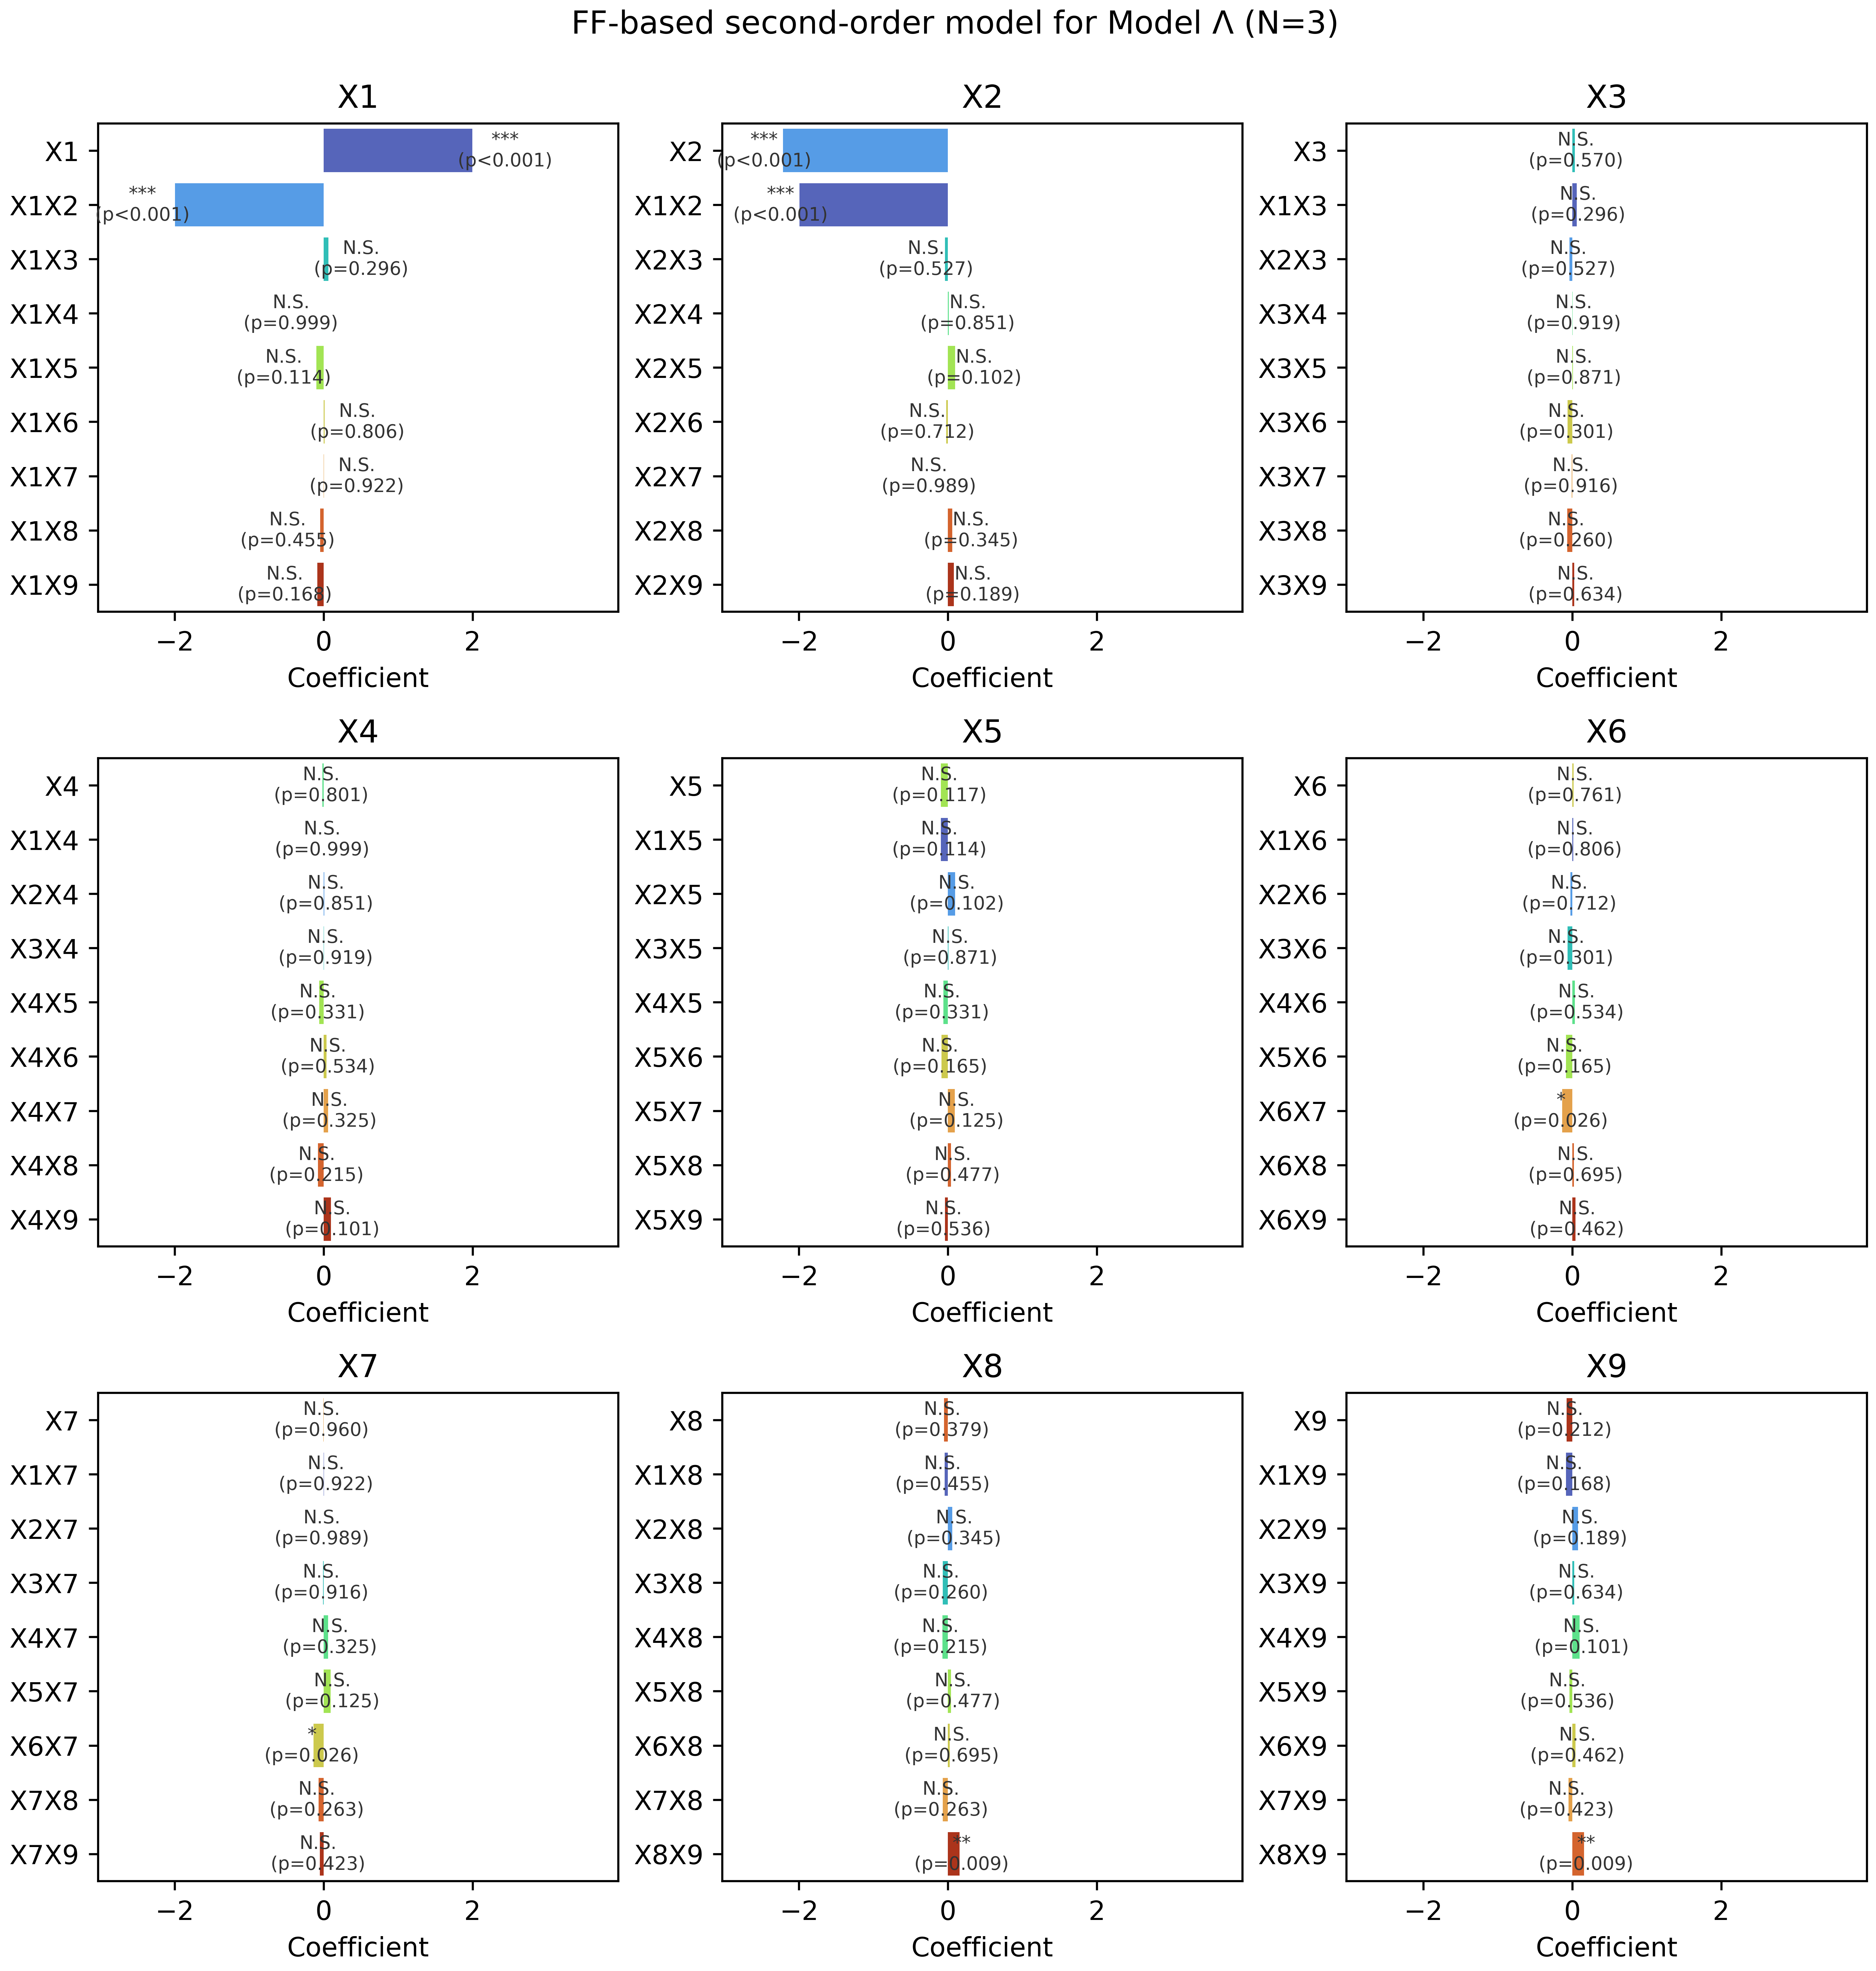 FF-based second-order model for Model Λ (N=3)
X1
X1 *** (p<0.001)
X1X2 *** (p<0.001)
X1X3 N.S. (p=0.296)
X1X4 N.S. (p=0.999)
X1X5 N.S. (p=0.114)
X1X6 N.S. (p=0.806)
X1X7 N.S. (p=0.922)
X1X8 N.S. (p=0.455)
X1X9 N.S. (p=0.168)
−2 0 2
Coefficient
X2
X2 *** (p<0.001)
X1X2 *** (p<0.001)
X2X3 N.S. (p=0.527)
X2X4 N.S. (p=0.851)
X2X5 N.S. (p=0.102)
X2X6 N.S. (p=0.712)
X2X7 N.S. (p=0.989)
X2X8 N.S. (p=0.345)
X2X9 N.S. (p=0.189)
−2 0 2
Coefficient
X3
X3 N.S. (p=0.570)
X1X3 N.S. (p=0.296)
X2X3 N.S. (p=0.527)
X3X4 N.S. (p=0.919)
X3X5 N.S. (p=0.871)
X3X6 N.S. (p=0.301)
X3X7 N.S. (p=0.916)
X3X8 N.S. (p=0.260)
X3X9 N.S. (p=0.634)
−2 0 2
Coefficient
X4
X4 N.S. (p=0.801)
X1X4 N.S. (p=0.999)
X2X4 N.S. (p=0.851)
X3X4 N.S. (p=0.919)
X4X5 N.S. (p=0.331)
X4X6 N.S. (p=0.534)
X4X7 N.S. (p=0.325)
X4X8 N.S. (p=0.215)
X4X9 N.S. (p=0.101)
−2 0 2
Coefficient
X5
X5 N.S. (p=0.117)
X1X5 N.S. (p=0.114)
X2X5 N.S. (p=0.102)
X3X5 N.S. (p=0.871)
X4X5 N.S. (p=0.331)
X5X6 N.S. (p=0.165)
X5X7 N.S. (p=0.125)
X5X8 N.S. (p=0.477)
X5X9 N.S. (p=0.536)
−2 0 2
Coefficient
X6
X6 N.S. (p=0.761)
X1X6 N.S. (p=0.806)
X2X6 N.S. (p=0.712)
X3X6 N.S. (p=0.301)
X4X6 N.S. (p=0.534)
X5X6 N.S. (p=0.165)
X6X7 * (p=0.026)
X6X8 N.S. (p=0.695)
X6X9 N.S. (p=0.462)
−2 0 2
Coefficient
X7
X7 N.S. (p=0.960)
X1X7 N.S. (p=0.922)
X2X7 N.S. (p=0.989)
X3X7 N.S. (p=0.916)
X4X7 N.S. (p=0.325)
X5X7 N.S. (p=0.125)
X6X7 * (p=0.026)
X7X8 N.S. (p=0.263)
X7X9 N.S. (p=0.423)
−2 0 2
Coefficient
X8
X8 N.S. (p=0.379)
X1X8 N.S. (p=0.455)
X2X8 N.S. (p=0.345)
X3X8 N.S. (p=0.260)
X4X8 N.S. (p=0.215)
X5X8 N.S. (p=0.477)
X6X8 N.S. (p=0.695)
X7X8 N.S. (p=0.263)
X8X9 ** (p=0.009)
−2 0 2
Coefficient
X9
X9 N.S. (p=0.212)
X1X9 N.S. (p=0.168)
X2X9 N.S. (p=0.189)
X3X9 N.S. (p=0.634)
X4X9 N.S. (p=0.101)
X5X9 N.S. (p=0.536)
X6X9 N.S. (p=0.462)
X7X9 N.S. (p=0.423)
X8X9 ** (p=0.009)
−2 0 2
Coefficient